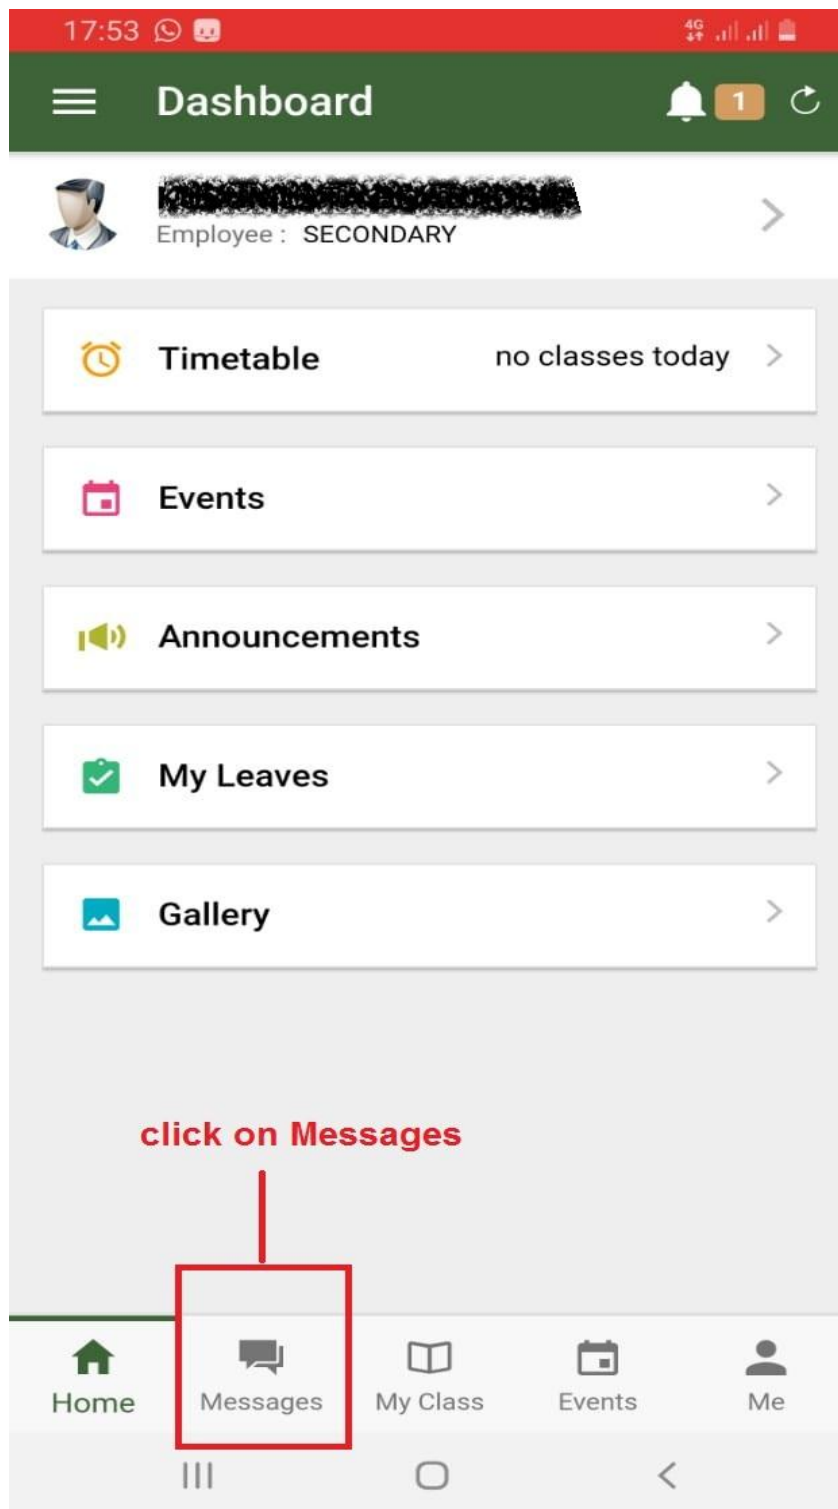 17:53
4G
Dashboard
1
Employee : SECONDARY
Timetable no classes today
Events
Announcements
My Leaves
Gallery
click on Messages
Home Messages My Class Events Me